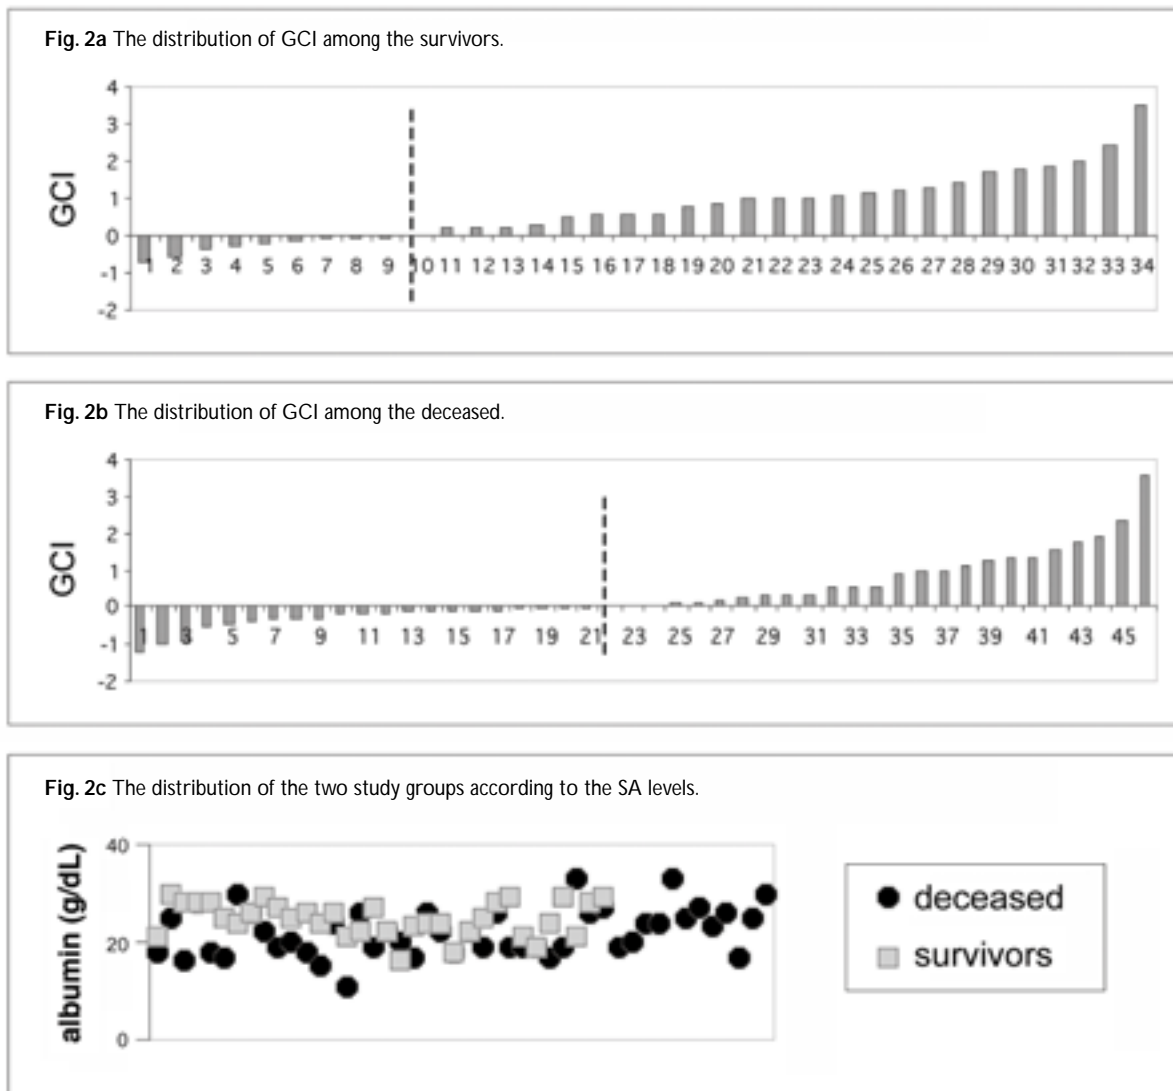 Fig. 2a The distribution of GCI among the survivors.
4
3
2
1
0
-1
-2
GCI
1 2 3 4 5 6 7 8 9 10 11 12 13 14 15 16 17 18 19 20 21 22 23 24 25 26 27 28 29 30 31 32 33 34
Fig. 2b The distribution of GCI among the deceased.
4
3
2
1
0
-1
-2
GCI
1 3 5 7 9 11 13 15 17 19 21 23 25 27 29 31 33 35 37 39 41 43 45
Fig. 2c The distribution of the two study groups according to the SA levels.
40
20
0
albumin (g/dL)
deceased
survivors